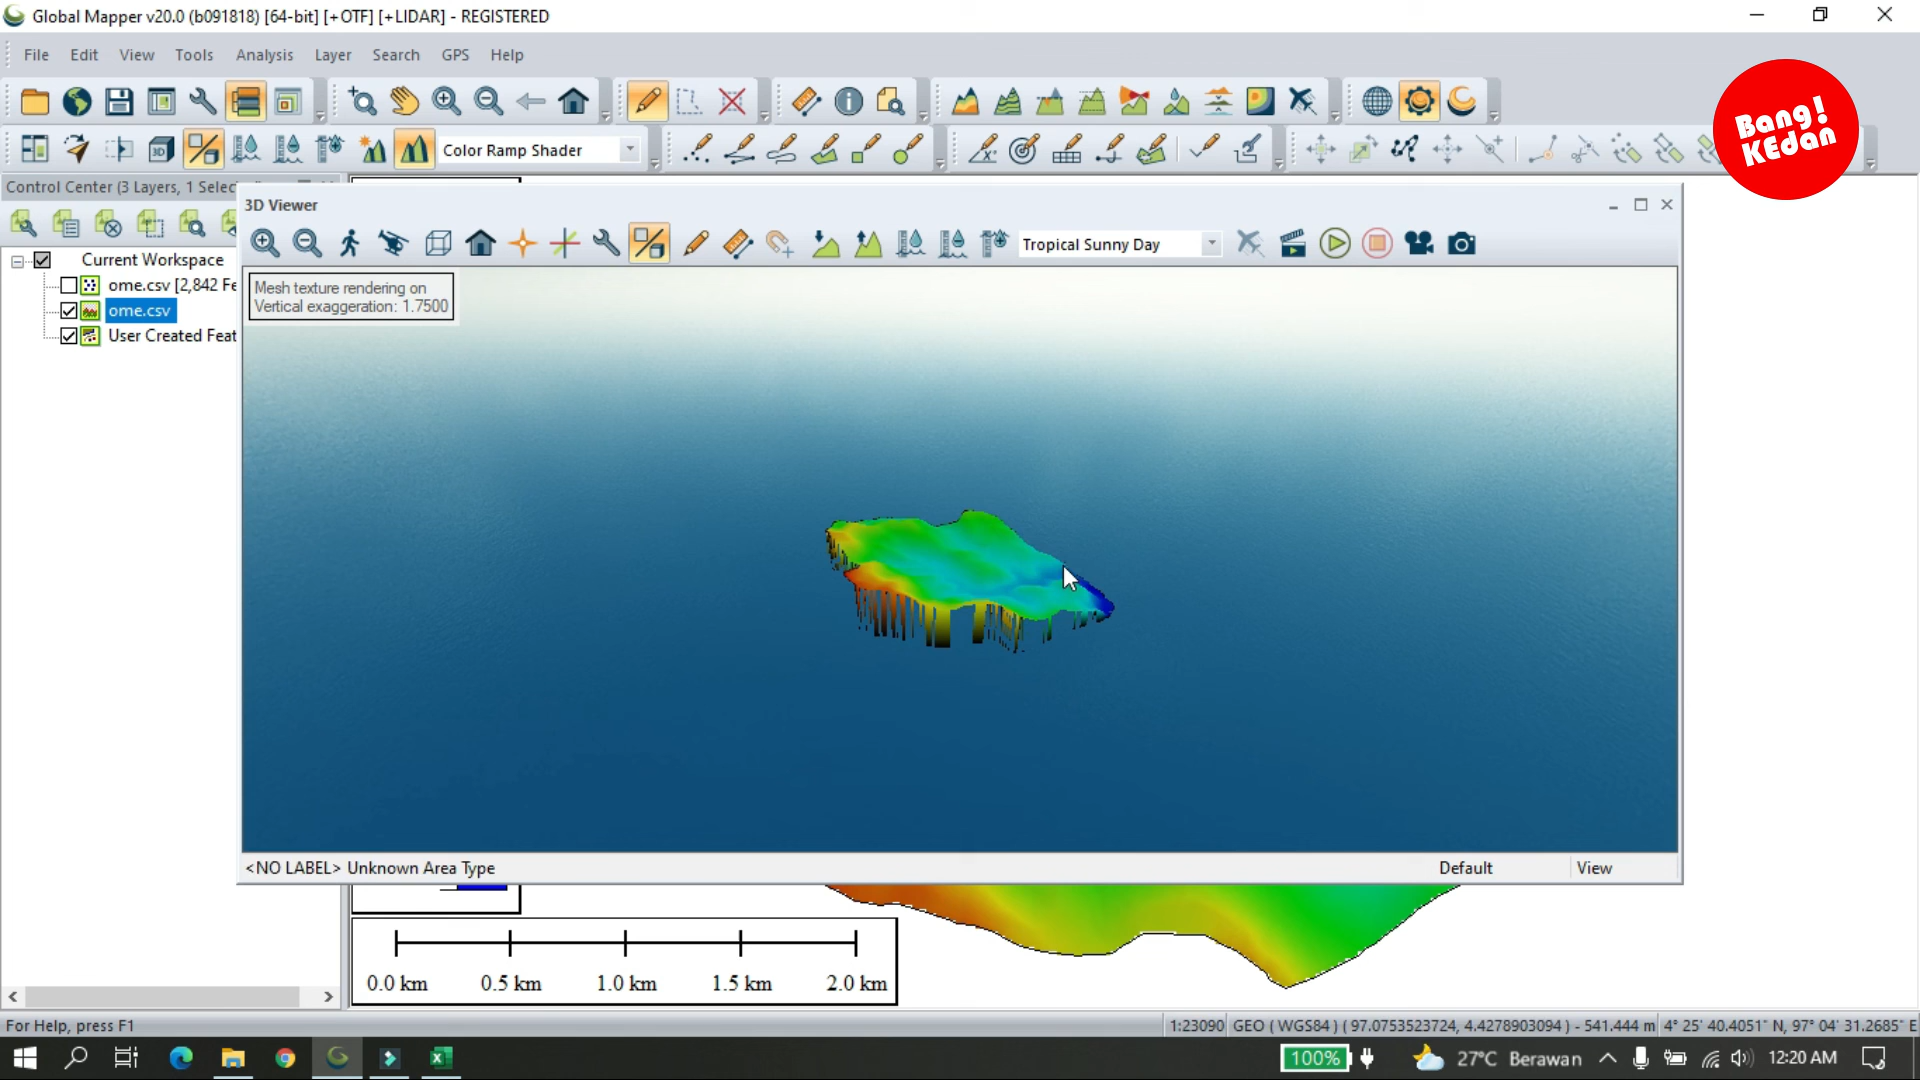 Global Mapper v20.0 (b091818) [64-bit] [+OTF] [+LIDAR] - REGISTERED
File Edit View Tools Analysis Layer Search GPS Help
Color Ramp Shader
Bang!
KEdan
Control Center (3 Layers, 1 Selec
3D Viewer
Tropical Sunny Day
Current Workspace
ome.csv [2,842 Fe
ome.csv
User Created Feat
Mesh texture rendering on
Vertical exaggeration: 1.7500
<NO LABEL> Unknown Area Type
Default
View
0.0 km 0.5 km 1.0 km 1.5 km 2.0 km
For Help, press F1
1:23090 GEO ( WGS84 ) ( 97.0753523724, 4.4278903094 ) - 541.444 m 4° 25' 40.4051" N, 97° 04' 31.2685" E
100% 27°C Berawan 12:20 AM